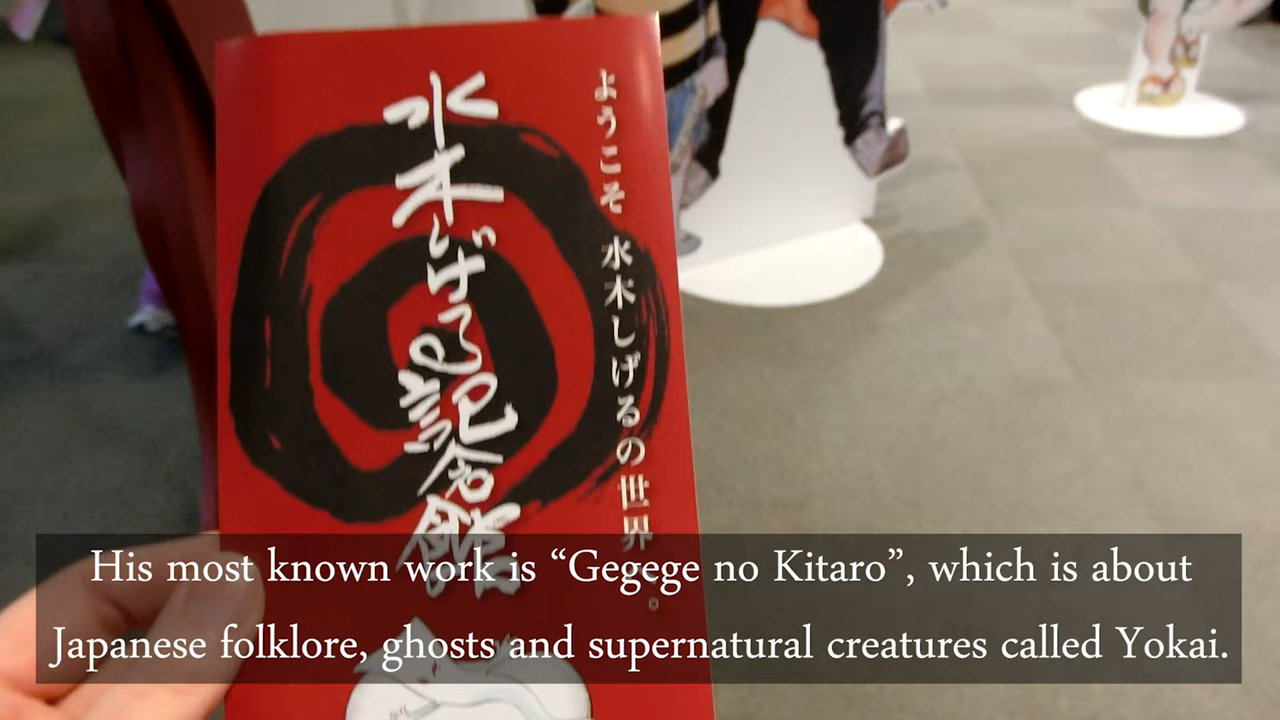 ようこそ 水木しげるの世界へ。
水木しげる記念館
His most known work is “Gegege no Kitaro”, which is about
Japanese folklore, ghosts and supernatural creatures called Yokai.